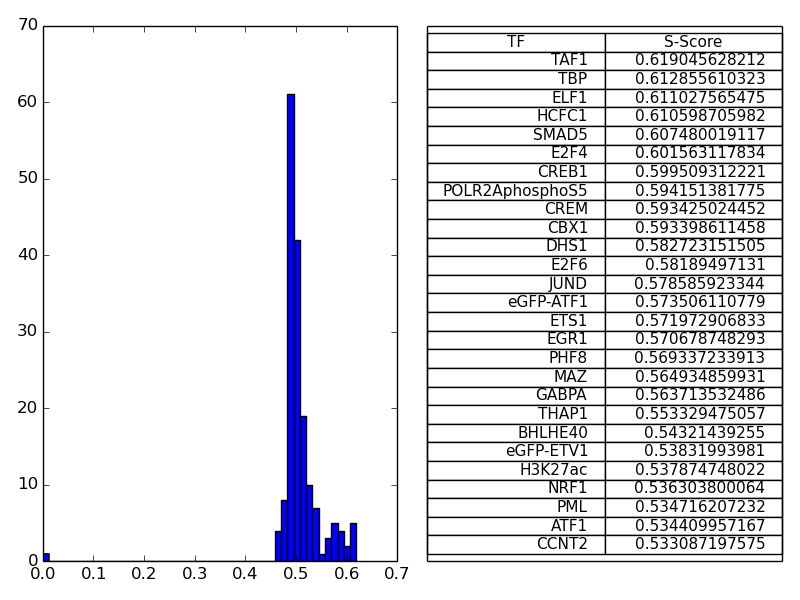 70
60
50
40
30
20
10
0
0.0 0.1 0.2 0.3 0.4 0.5 0.6 0.7
TF S-Score
TAF1 0.619045628212
TBP 0.612855610323
ELF1 0.611027565475
HCFC1 0.610598705982
SMAD5 0.607480019117
E2F4 0.601563117834
CREB1 0.599509312221
POLR2AphosphoS5 0.594151381775
CREM 0.593425024452
CBX1 0.593398611458
DHS1 0.582723151505
E2F6 0.58189497131
JUND 0.578585923344
eGFP-ATF1 0.573506110779
ETS1 0.571972906833
EGR1 0.570678748293
PHF8 0.569337233913
MAZ 0.564934859931
GABPA 0.563713532486
THAP1 0.553329475057
BHLHE40 0.54321439255
eGFP-ETV1 0.53831993981
H3K27ac 0.537874748022
NRF1 0.536303800064
PML 0.534716207232
ATF1 0.534409957167
CCNT2 0.533087197575